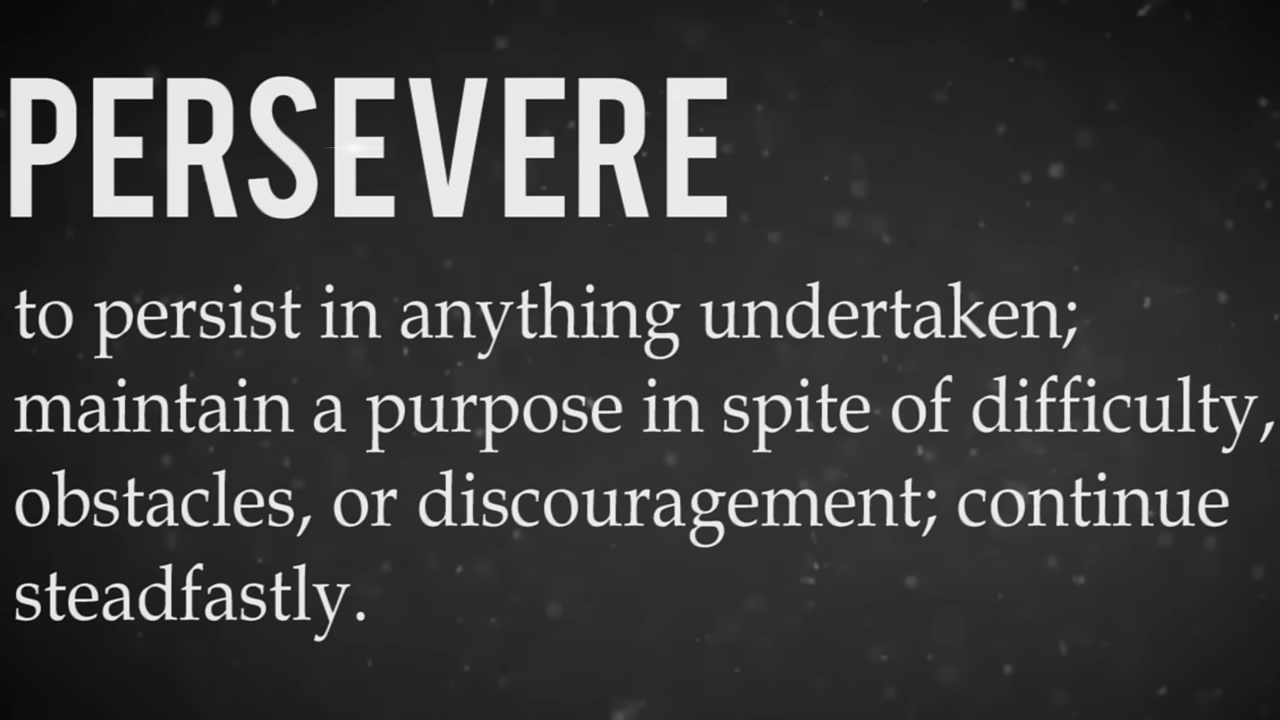 PERSEVERE
to persist in anything undertaken;
maintain a purpose in spite of difficulty,
obstacles, or discouragement; continue
steadfastly.